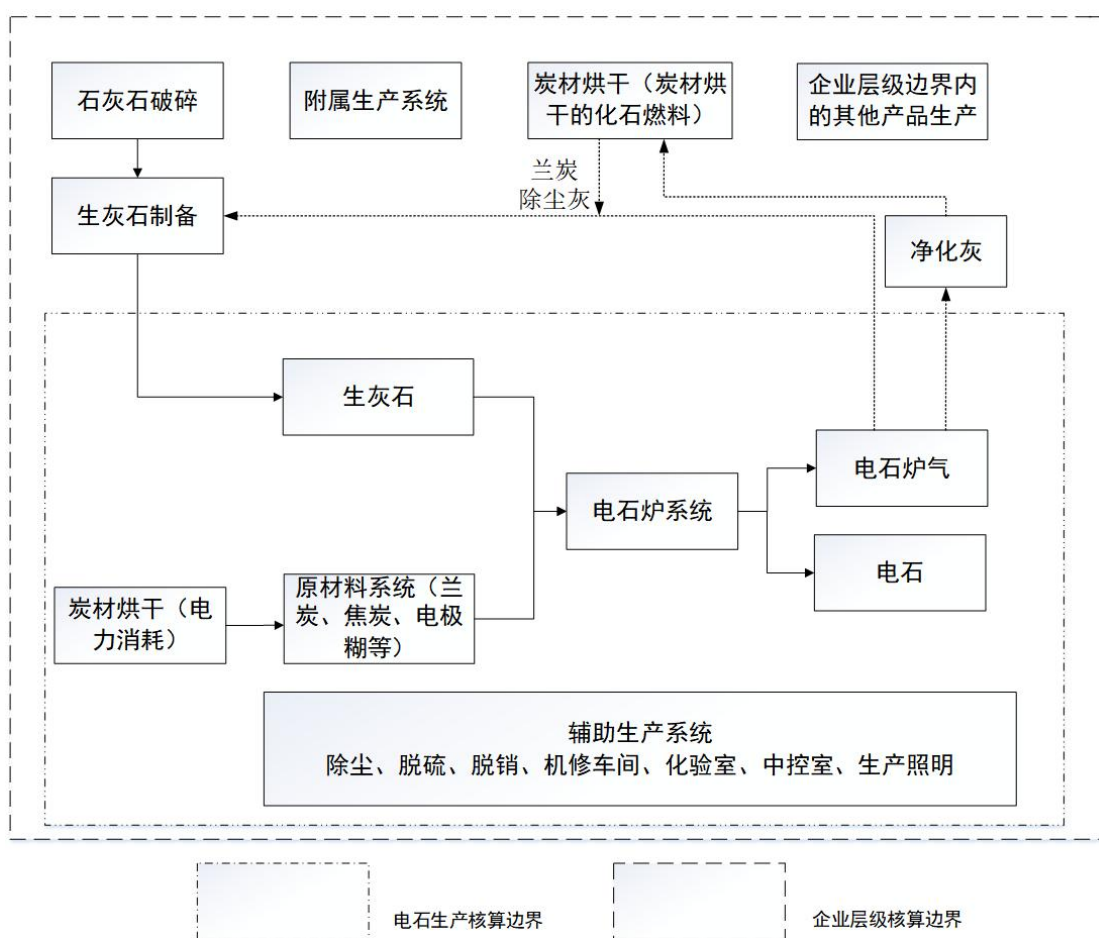 石灰石破碎
附属生产系统
炭材烘干（炭材烘
干的化石燃料）
企业层级边界内
的其他产品生产
兰炭
除尘灰
生灰石制备
净化灰
生灰石
电石炉气
电石炉系统
电石
炭材烘干（电
力消耗）
原材料系统（兰
炭、焦炭、电极
糊等）
辅助生产系统
除尘、脱硫、脱销、机修车间、化验室、中控室、生产照明
电石生产核算边界
企业层级核算边界